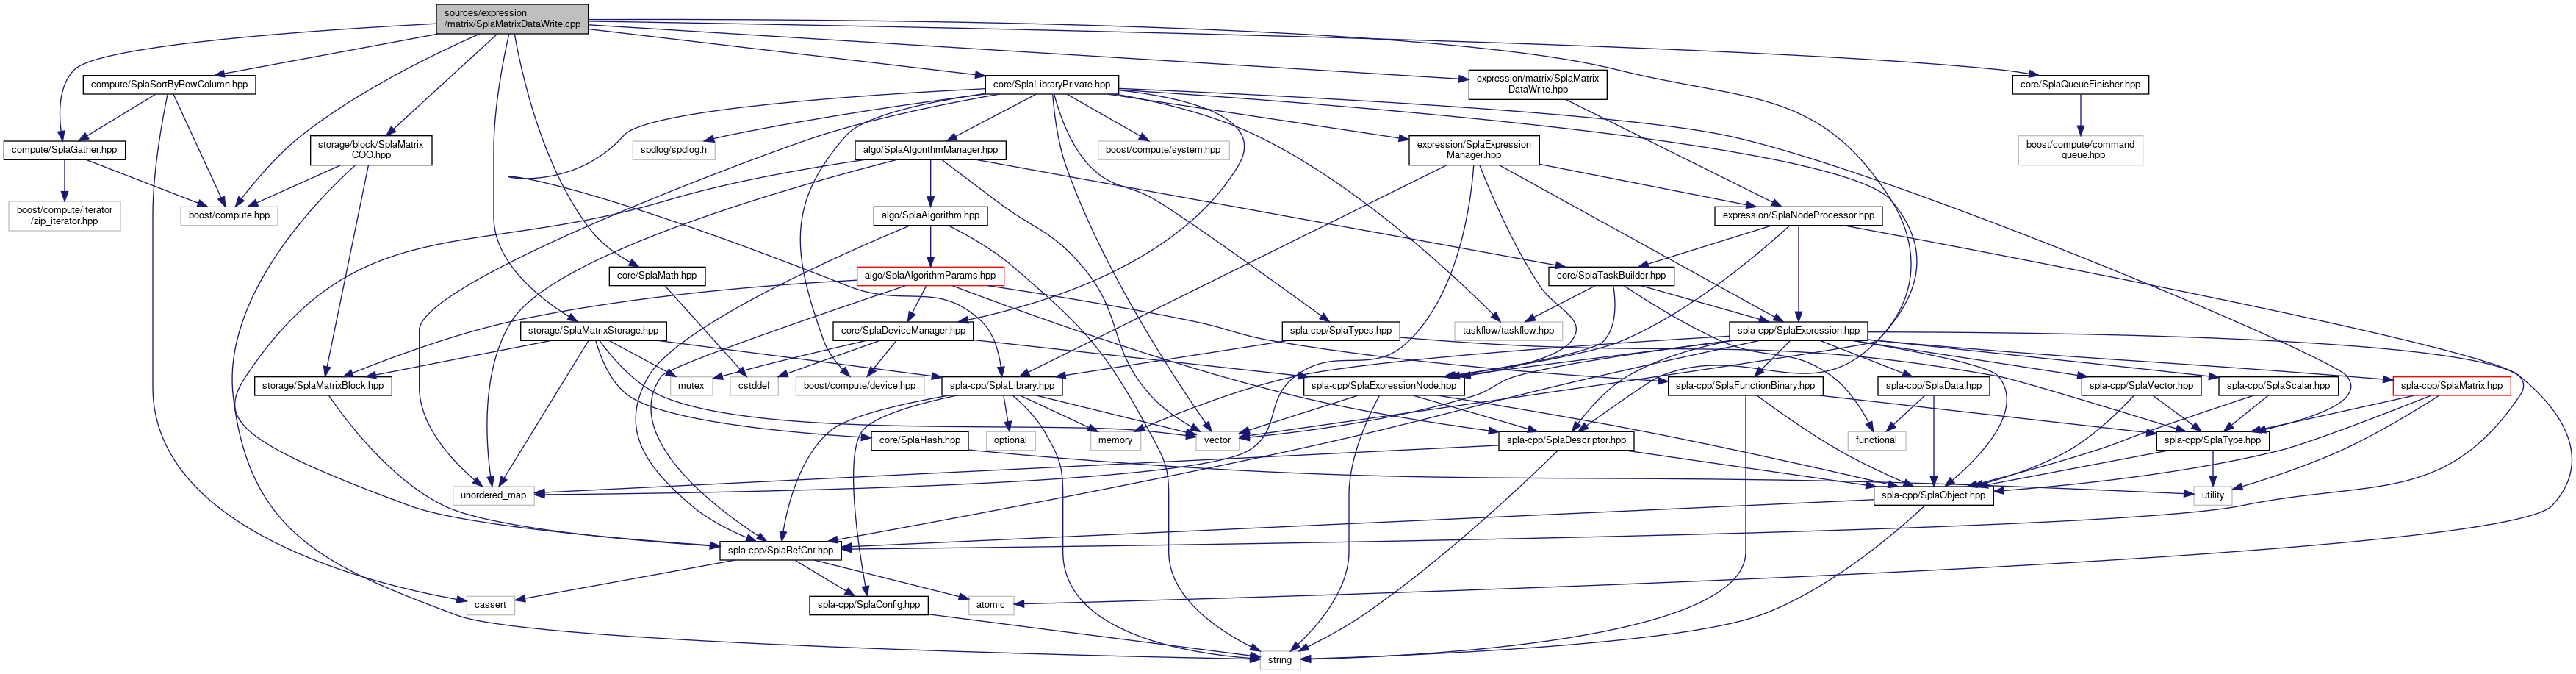 sources/expression
/matrix/SplaMatrixDataWrite.cpp
compute/SplaSortByRowColumn.hpp
core/SplaLibraryPrivate.hpp
expression/matrix/SplaMatrix
DataWrite.hpp
core/SplaQueueFinisher.hpp
compute/SplaGather.hpp
storage/block/SplaMatrix
COO.hpp
spdlog/spdlog.h
algo/SplaAlgorithmManager.hpp
boost/compute/system.hpp
expression/SplaExpression
Manager.hpp
boost/compute/command
_queue.hpp
boost/compute/iterator
/zip_iterator.hpp
boost/compute.hpp
algo/SplaAlgorithm.hpp
expression/SplaNodeProcessor.hpp
core/SplaMath.hpp
algo/SplaAlgorithmParams.hpp
core/SplaTaskBuilder.hpp
storage/SplaMatrixStorage.hpp
core/SplaDeviceManager.hpp
spla-cpp/SplaTypes.hpp
taskflow/taskflow.hpp
spla-cpp/SplaExpression.hpp
storage/SplaMatrixBlock.hpp
mutex
cstddef
boost/compute/device.hpp
spla-cpp/SplaLibrary.hpp
spla-cpp/SplaExpressionNode.hpp
spla-cpp/SplaFunctionBinary.hpp
spla-cpp/SplaData.hpp
spla-cpp/SplaVector.hpp
spla-cpp/SplaScalar.hpp
spla-cpp/SplaMatrix.hpp
core/SplaHash.hpp
optional
memory
vector
spla-cpp/SplaDescriptor.hpp
functional
spla-cpp/SplaType.hpp
unordered_map
spla-cpp/SplaObject.hpp
utility
spla-cpp/SplaRefCnt.hpp
cassert
spla-cpp/SplaConfig.hpp
atomic
string